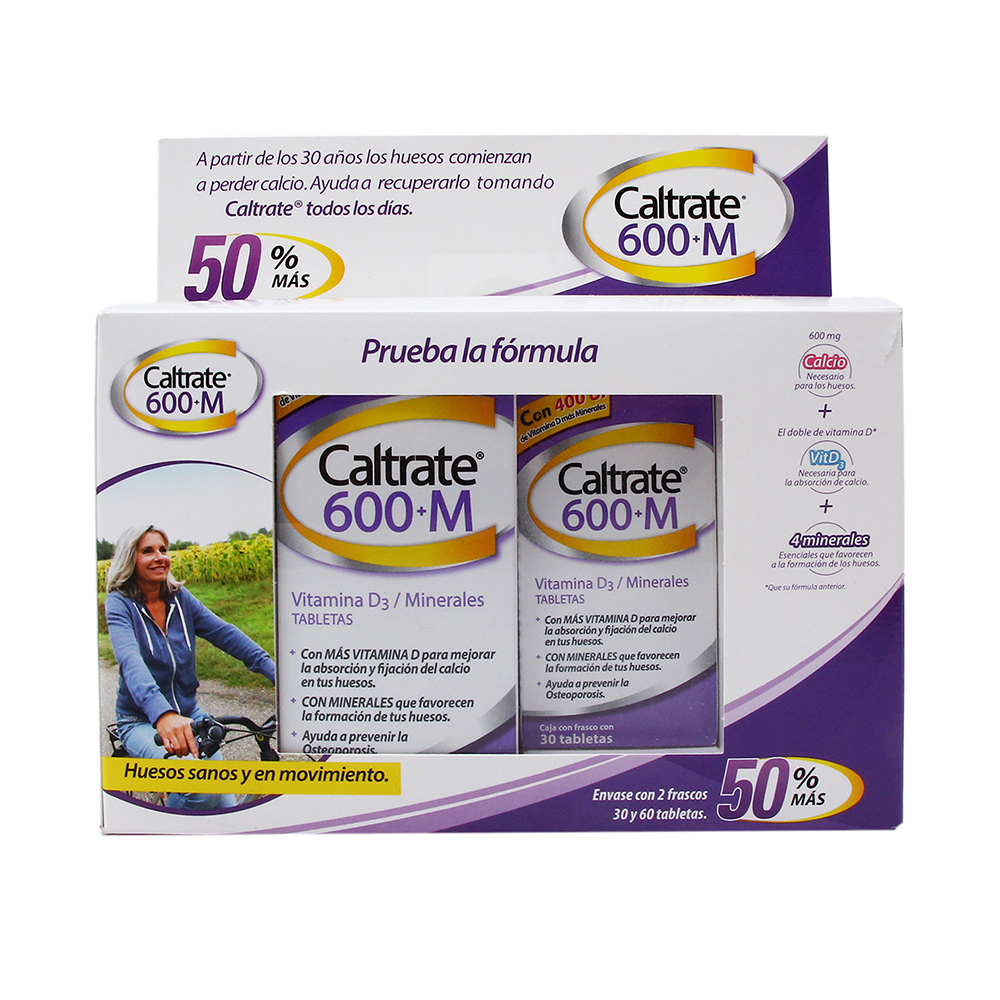 A partir de los 30 años los huesos comienzan
a perder calcio. Ayuda a recuperarlo tomando
Caltrate® todos los días.
50 % MÁS
Caltrate®
600+M
Prueba la fórmula
Caltrate®
600+M
Huesos sanos y en movimiento.
Caltrate®
600+M
Vitamina D3 / Minerales
TABLETAS
+ Con MÁS VITAMINA D para mejorar
la absorción y fijación del calcio
en tus huesos.
+ CON MINERALES que favorecen
la formación de tus huesos.
+ Ayuda a prevenir la
Osteoporosis.
Con 400
de Vitamina D más Minerales
Caltrate®
600+M
Vitamina D3 / Minerales
TABLETAS
+ Con MÁS VITAMINA D para mejorar
la absorción y fijación del calcio
en tus huesos.
+ CON MINERALES que favorecen
la formación de tus huesos.
+ Ayuda a prevenir la
Osteoporosis.
Caja con frasco con
30 tabletas
600 mg
Calcio
Necesario
para los huesos.
+
El doble de vitamina D*
VitD3
Necesaria para
la absorción de calcio.
+
4 minerales
Esenciales que favorecen
a la formación de los huesos.
*Que su fórmula anterior.
Envase con 2 frascos
30 y 60 tabletas.
50 % MÁS